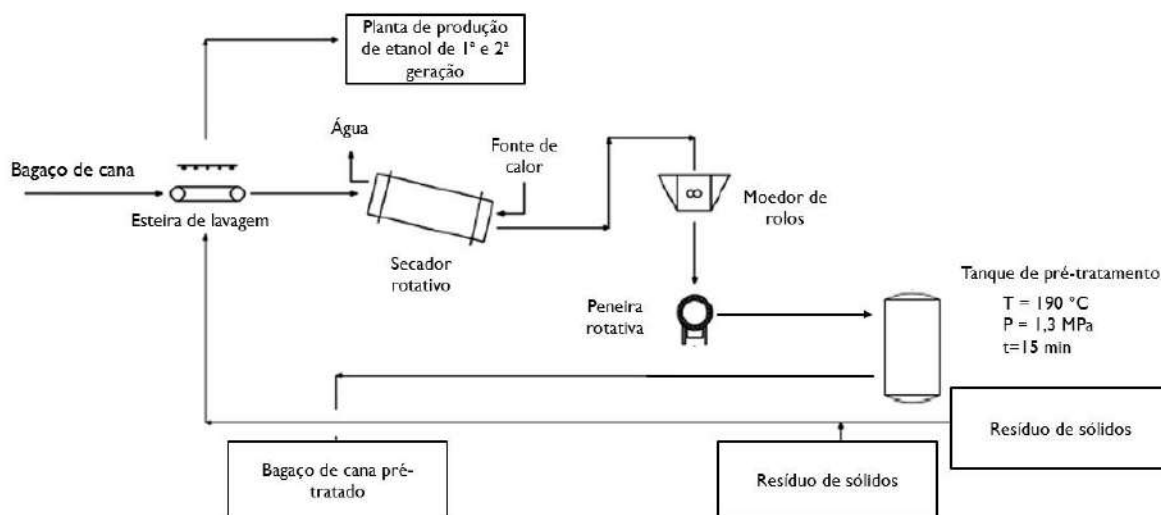 Planta de produção
de etanol de 1ª e 2ª
geração
Água
Fonte de
calor
Bagaço de cana
Esteira de lavagem
Moedor de
rolos
Secador
rotativo
Tanque de pré-tratamento
T = 190 °C
P = 1,3 MPa
t=15 min
Peneira
rotativa
Resíduo de sólidos
Bagaço de cana pré-
tratado
Resíduo de sólidos